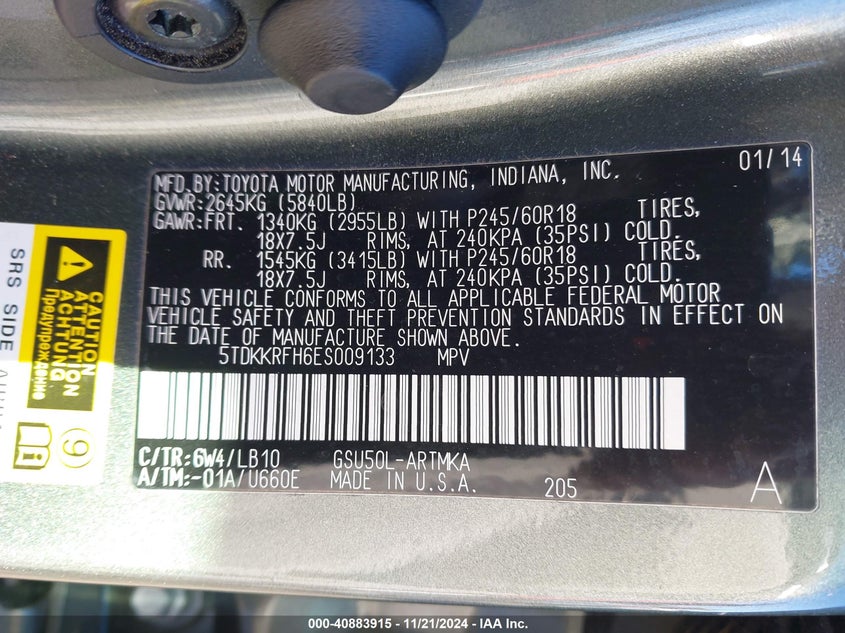 01/14
MFD.BY:TOYOTA MOTOR MANUFACTURING, INDIANA, INC.
GVWR:2645KG (5840LB)
GAWR:FRT. 1340KG (2955LB) WITH P245/60R18 TIRES,
18X7.5J RIMS, AT 240KPA (35PSI) COLD.
RR. 1545KG (3415LB) WITH P245/60R18 TIRES,
18X7.5J RIMS, AT 240KPA (35PSI) COLD.
THIS VEHICLE CONFORMS TO ALL APPLICABLE FEDERAL MOTOR
VEHICLE SAFETY AND THEFT PREVENTION STANDARDS IN EFFECT ON
THE DATE OF MANUFACTURE SHOWN ABOVE.
5TDKKRFH6ES009133 MPV
C/TR:6W4/LB10 GSU50L-ARTMKA
A/TM:-01A/U660E MADE IN U.S.A. 205 A
CAUTION
ATTENTION
ACHTUNG
Предупреждение
9
SRS SIDE
000-40883915 - 11/21/2024 - IAA Inc.